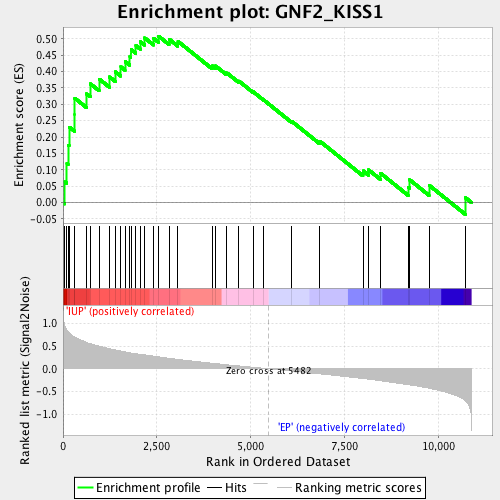 Enrichment plot: GNF2_KISS1
Enrichment score (ES)
0.50
0.45
0.40
0.35
0.30
0.25
0.20
0.15
0.10
0.05
0.00
-0.05
Ranked list metric (Signal2Noise)
1.0
0.5
0.0
-0.5
-1.0
'IUP' (positively correlated)
Zero cross at 5482
'EP' (negatively correlated)
0 2,500 5,000 7,500 10,000
Rank in Ordered Dataset
Enrichment profile Hits Ranking metric scores